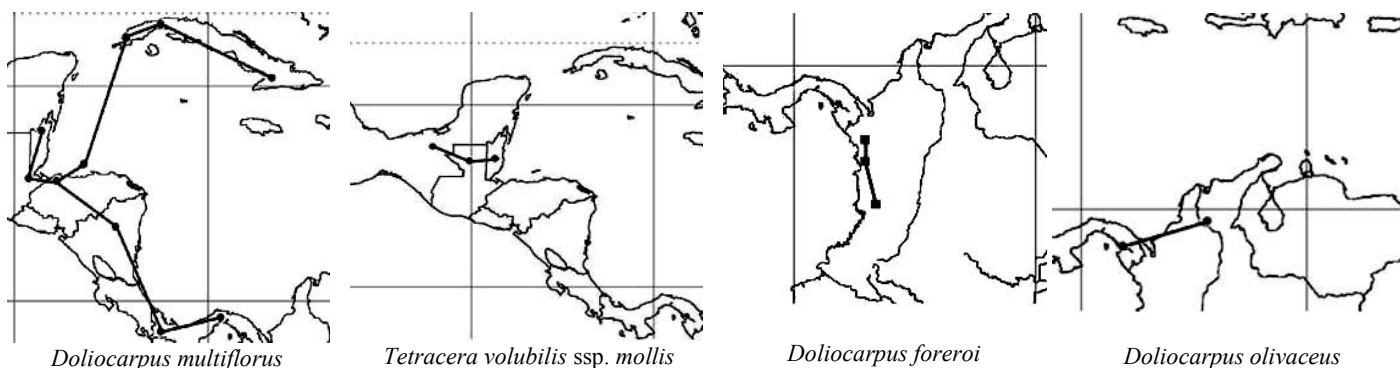 Doliocarpus multiflorus
Tetracera volubilis ssp. mollis
Doliocarpus foreroi
Doliocarpus olivaceus